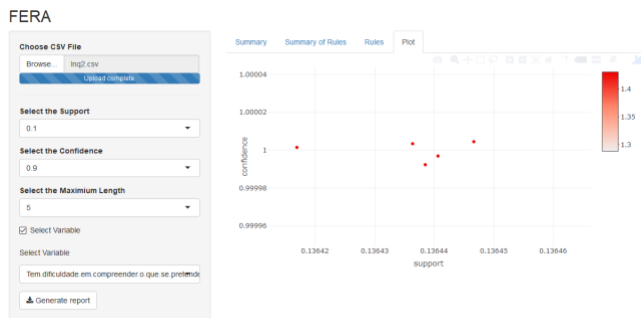 FERA
Choose CSV File
Browse... Inq2.csv
Upload complete
Select the Support
0.1
Select the Confidence
0.9
Select the Maximium Length
5
Select Variable
Select Variable
Tem dificuldade em compreender o que se pretende
Generate report
Summary Summary of Rules Rules Plot
1.00004
1.00002
1
0.99998
0.99996
confidence
0.13642 0.13643 0.13644 0.13645 0.13646
support
1.4
1.35
1.3